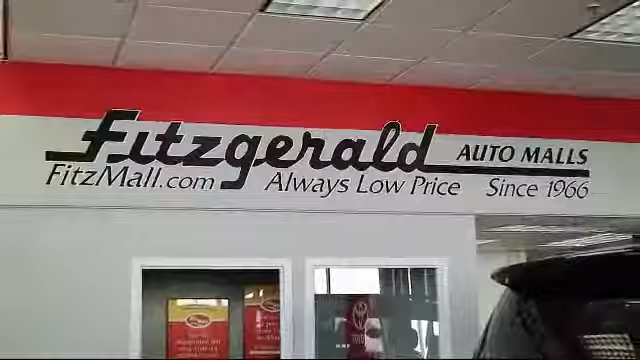 Fitzgerald AUTO MALLS
FitzMall.com Always Low Price Since 1966